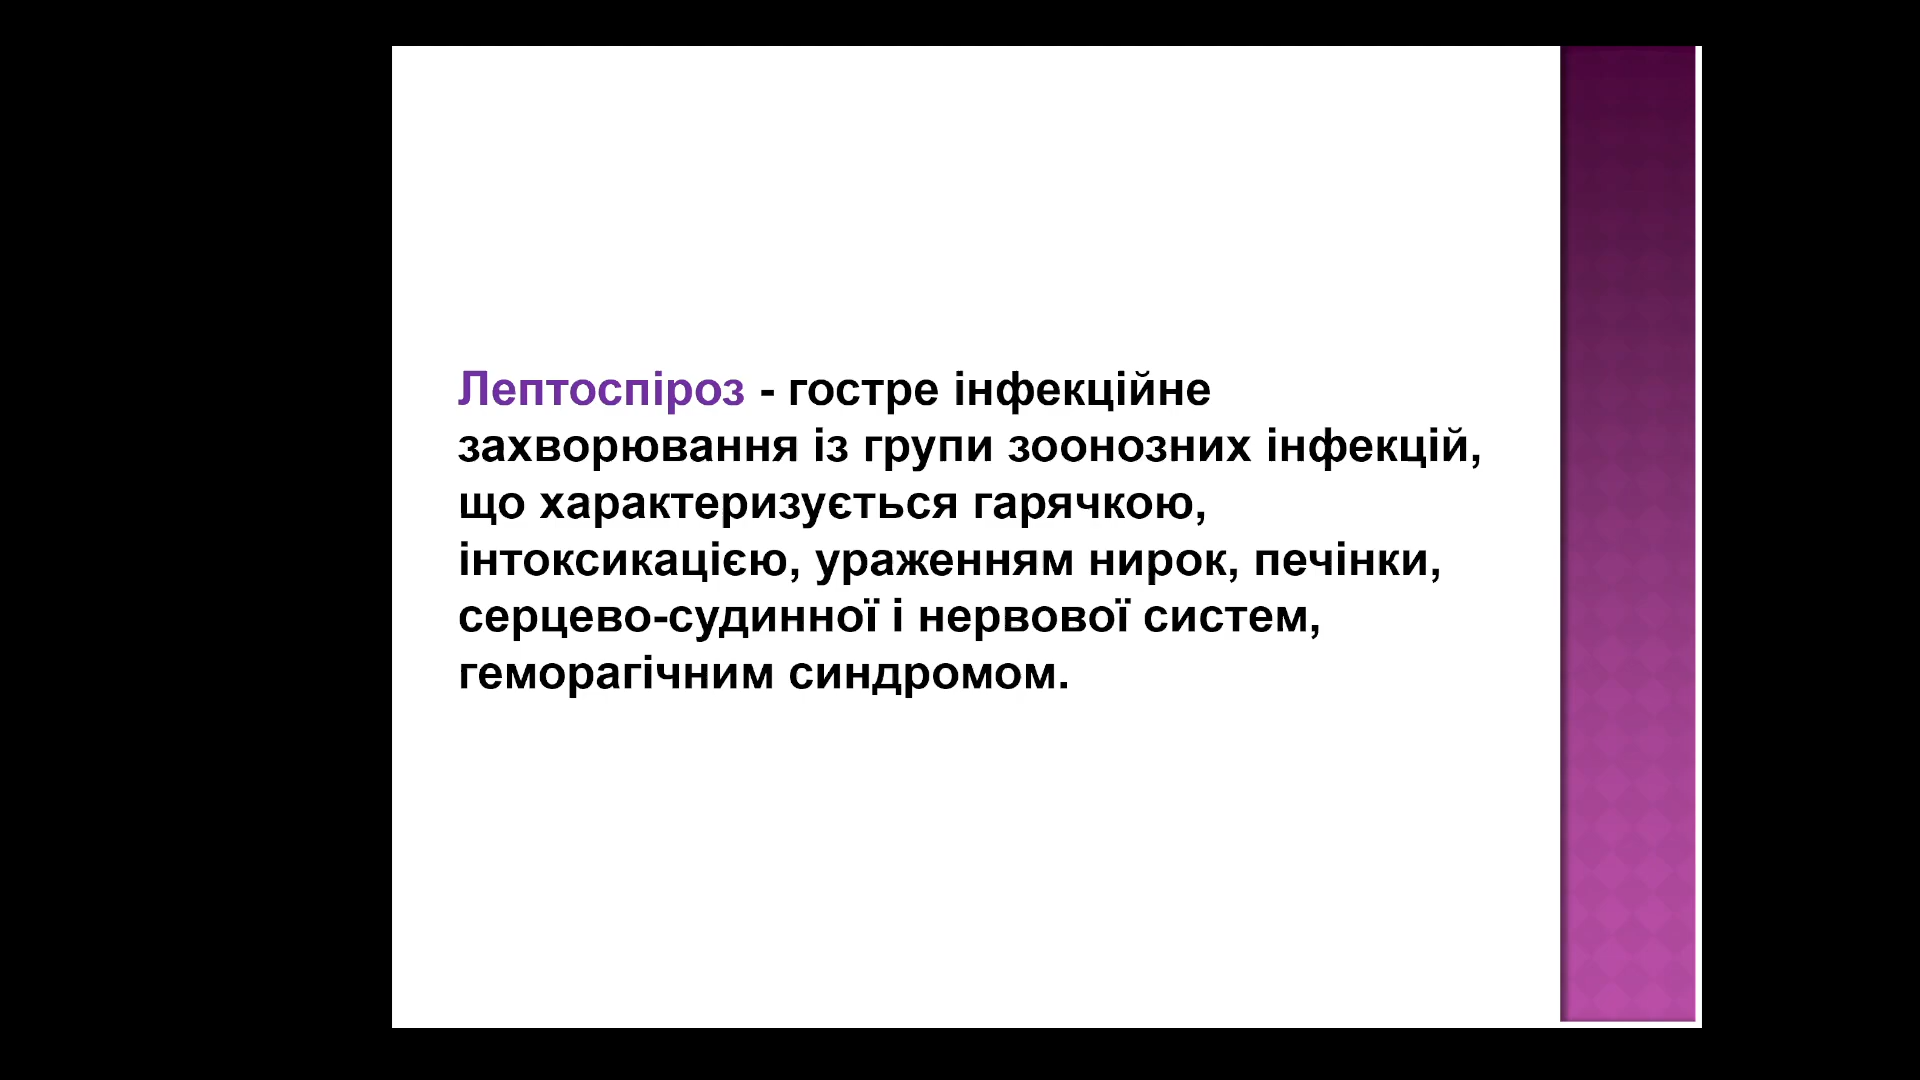 Лептоспіроз - гостре інфекційне
захворювання із групи зоонозних інфекцій,
що характеризується гарячкою,
інтоксикацією, ураженням нирок, печінки,
серцево-судинної і нервової систем,
геморагічним синдромом.